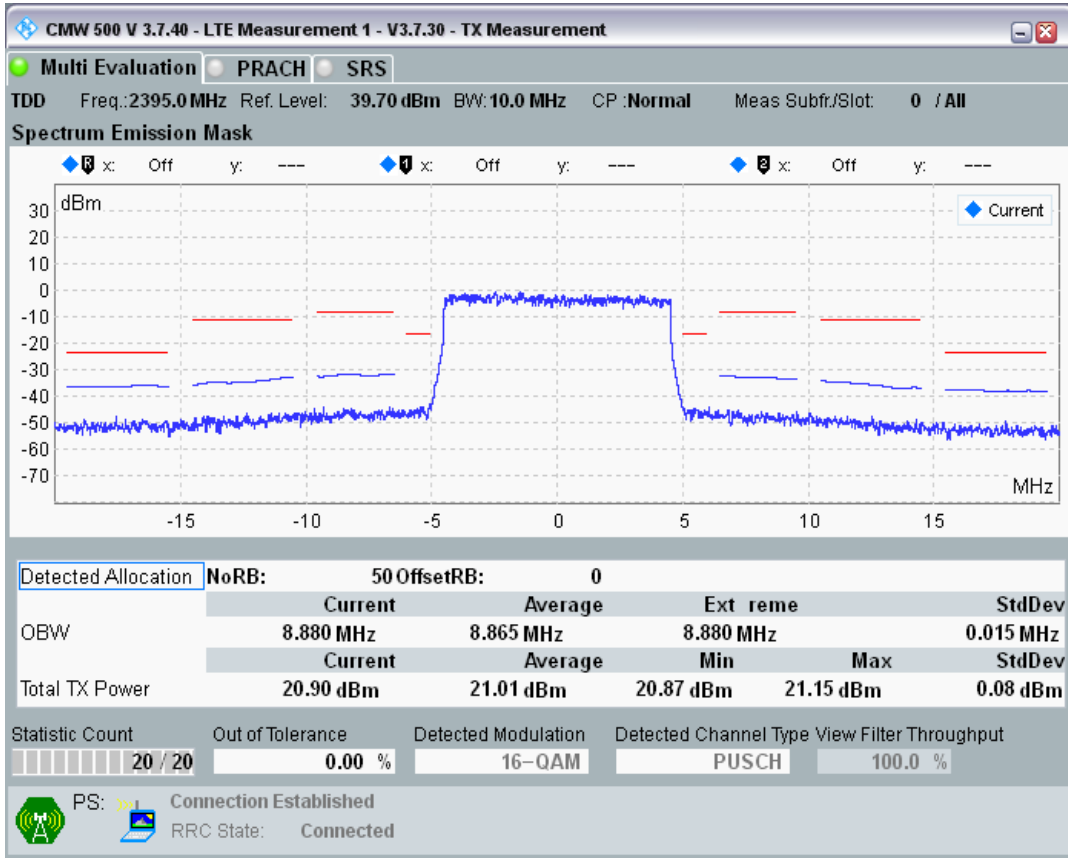 CMW 500 V 3.7.40 - LTE Measurement 1 - V3.7.30 - TX Measurement
Multi Evaluation PRACH SRS
TDD Freq.:2395.0 MHz Ref. Level: 39.70 dBm BW: 10.0 MHz CP :Normal Meas Subfr./Slot: 0 / All
Spectrum Emission Mask
R x: Off y: --- 1 x: Off y: --- 2 x: Off y: ---
dBm
Current
30
20
10
0
-10
-20
-30
-40
-50
-60
-70
MHz
-15 -10 -5 0 5 10 15
Detected Allocation NoRB: 50 OffsetRB: 0
Current Average Ext reme StdDev
OBW 8.880 MHz 8.865 MHz 8.880 MHz 0.015 MHz
Current Average Min Max StdDev
Total TX Power 20.90 dBm 21.01 dBm 20.87 dBm 21.15 dBm 0.08 dBm
Statistic Count Out of Tolerance Detected Modulation Detected Channel Type View Filter Throughput
20 / 20 0.00 % 16-QAM PUSCH 100.0 %
PS: Connection Established
RRC State: Connected